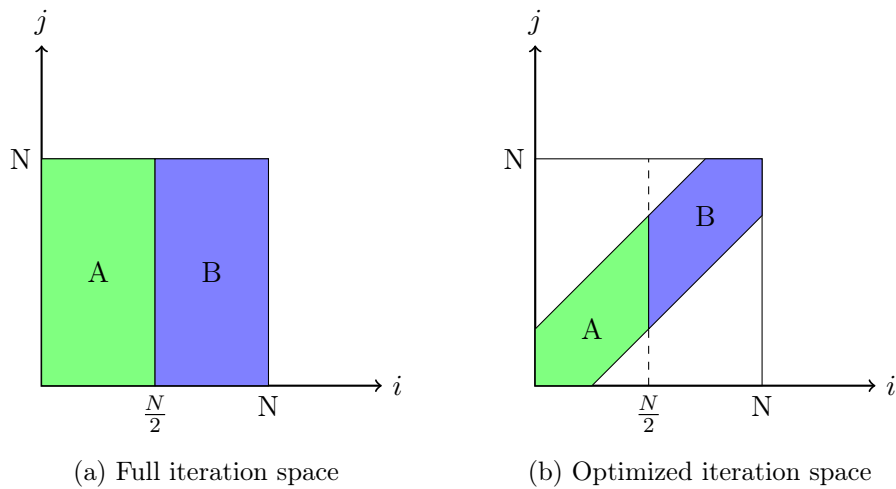 j
N
A
B
N/2
N
i
(a) Full iteration space
j
N
B
A
N/2
N
i
(b) Optimized iteration space